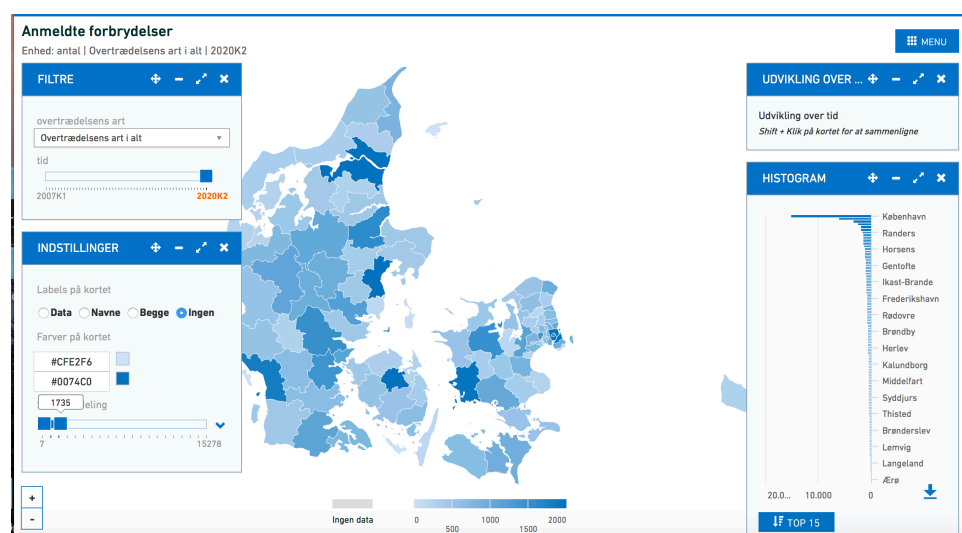 Anmeldte forbrydelser
Enhed: antal | Overtrædelsens art i alt | 2020K2
MENU
FILTRE
overtrædelsens art
Overtrædelsens art i alt
tid
2007K1
2020K2
INDSTILLINGER
Labels på kortet
Data
Navne
Begge
Ingen
Farver på kortet
#CFE2F6
#0074C0
1735
eling
7
15278
+
-
Ingen data
0
500
1000
1500
2000
UDVIKLING OVER ...
Udvikling over tid
Shift + Klik på kortet for at sammenligne
HISTOGRAM
København
Randers
Horsens
Gentofte
Ikast-Brande
Frederikshavn
Rødovre
Brøndby
Herlev
Kalundborg
Middelfart
Syddjurs
Thisted
Brønderslev
Lemvig
Langeland
Ærø
20.0...
10.000
0
TOP 15